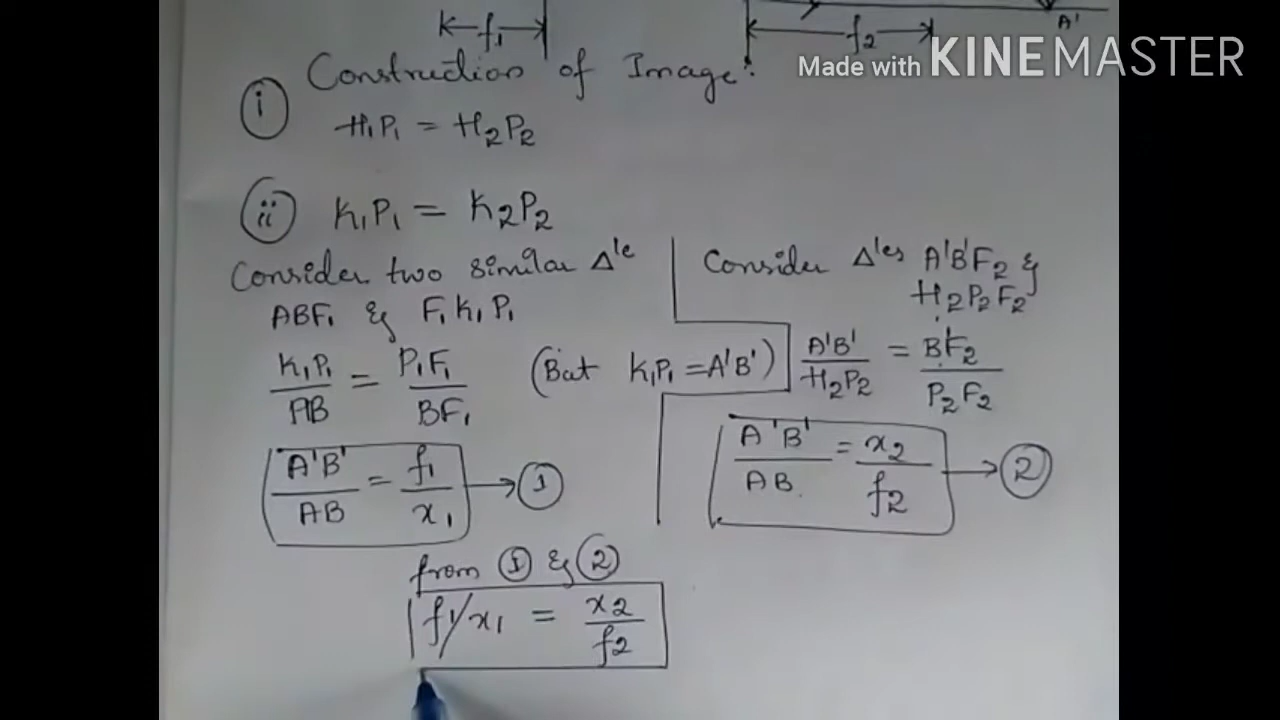 f₁
f₂
A'
Made with KINEMASTER
i Construction of Image:
H₁P₁ = H₂P₂
ii K₁P₁ = K₂P₂
Consider two similar Δ'le
ABF₁ & F₁K₁P₁
K₁P₁/AB = P₁F₁/BF₁ (But K₁P₁ = A'B')
A'B'/AB = f₁/x₁ → 1
Consider Δ'les A'B'F₂ &
H₂P₂F₂
A'B'/H₂P₂ = B'F₂/P₂F₂
A'B'/AB = x₂/f₂ → 2
from 1 & 2
f₁/x₁ = x₂/f₂